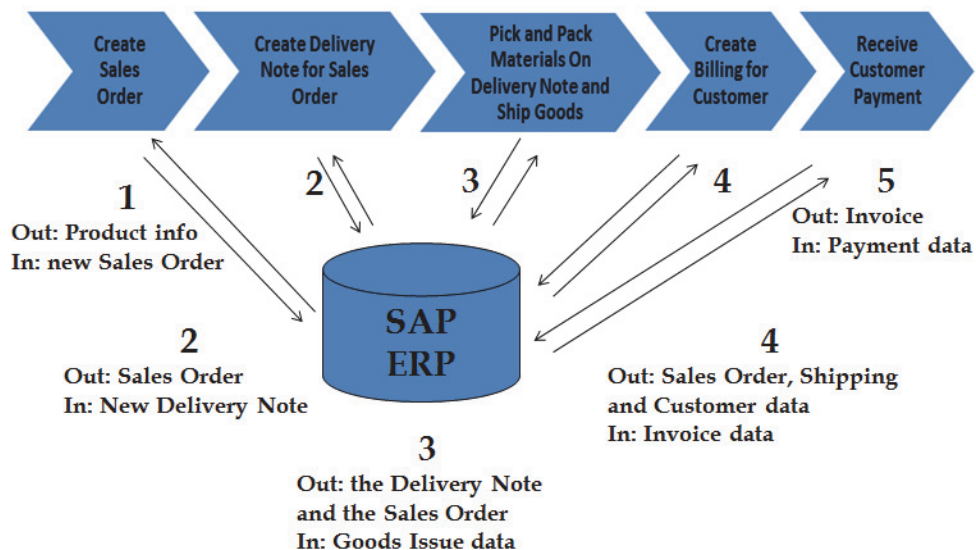 Create
Sales
Order
Create Delivery
Note for Sales
Order
Pick and Pack
Materials On
Delivery Note and
Ship Goods
Create
Billing for
Customer
Receive
Customer
Payment
1
Out: Product info
In: new Sales Order
2
3
4
5
Out: Invoice
In: Payment data
SAP
ERP
2
Out: Sales Order
In: New Delivery Note
4
Out: Sales Order, Shipping
and Customer data
In: Invoice data
3
Out: the Delivery Note
and the Sales Order
In: Goods Issue data